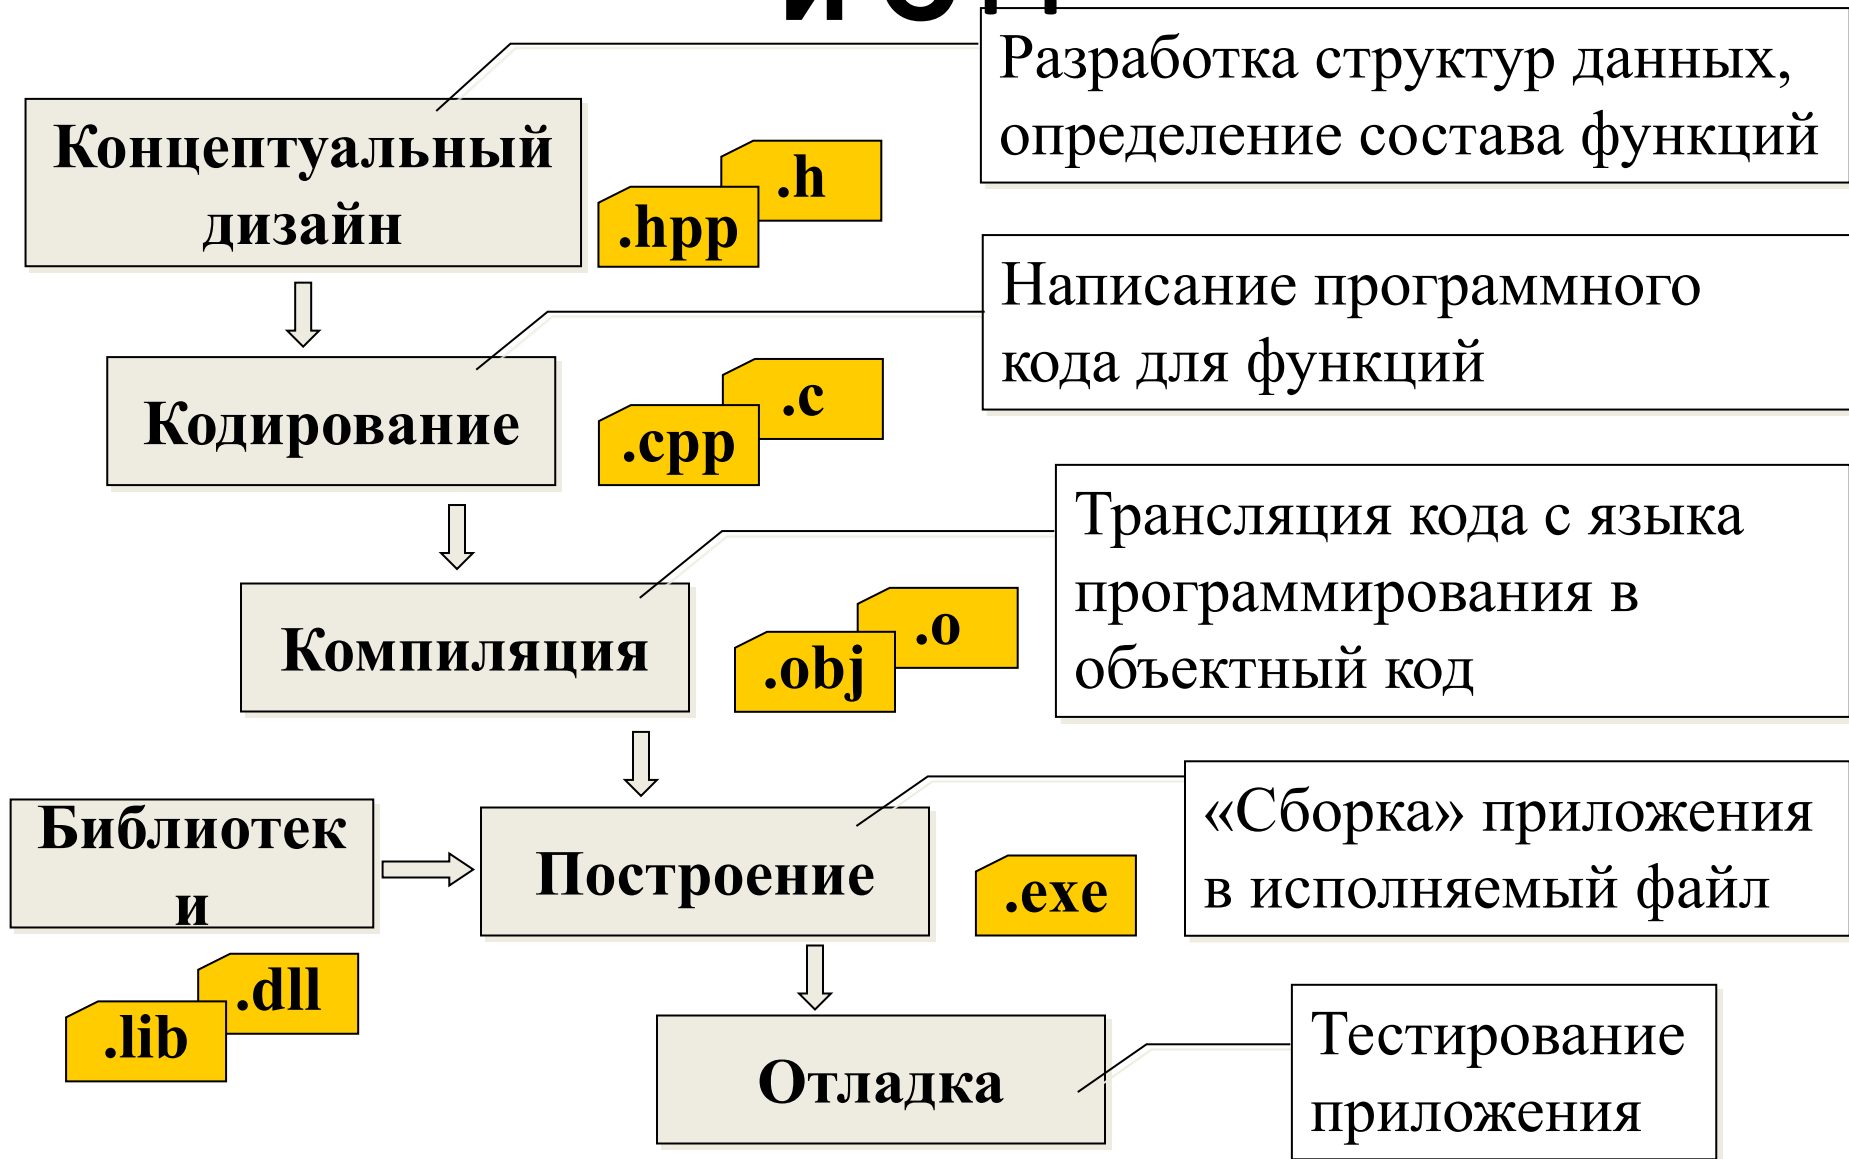 Разработка структур данных,
определение состава функций
Концептуальный
дизайн
.h
.hpp
Написание программного
кода для функций
Кодирование
.c
.cpp
Трансляция кода с языка
программирования в
объектный код
Компиляция
.o
.obj
«Сборка» приложения
в исполняемый файл
Библиотек
и
Построение
.exe
.dll
.lib
Отладка
Тестирование
приложения